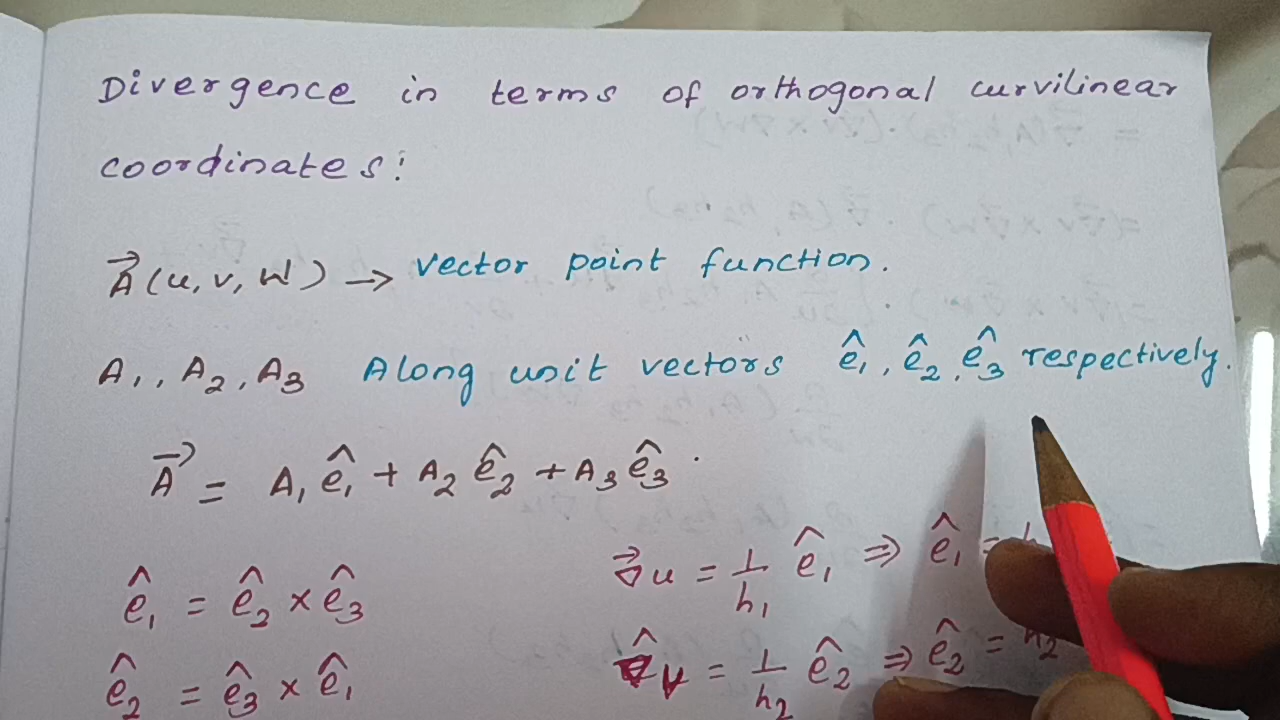 Divergence in terms of orthogonal curvilinear
coordinates:
A⃗ (u, v, w) → vector point function.
A₁, A₂, A₃ Along unit vectors ê₁, ê₂, ê₃ respectively.
A⃗ = A₁ ê₁ + A₂ ê₂ + A₃ ê₃.
ê₁ = ê₂ × ê₃
∇⃗u = 1/h₁ ê₁ ⇒ ê₁ =
ê₂ = ê₃ × ê₁
∇̂v = 1/h₂ ê₂ ⇒ ê₂ = h₂